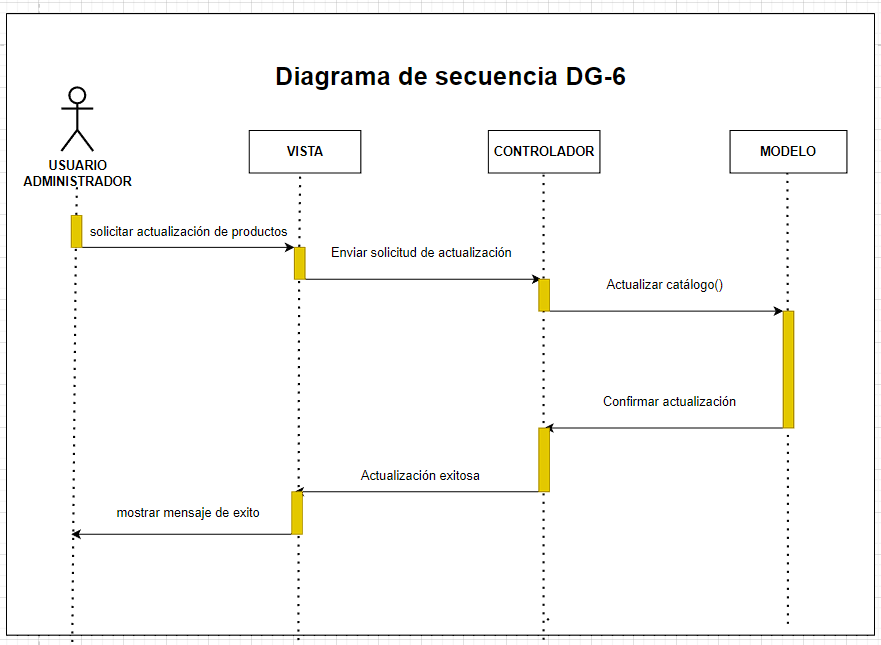 Diagrama de secuencia DG-6
USUARIO
ADMINISTRADOR
VISTA
CONTROLADOR
MODELO
solicitar actualización de productos
Enviar solicitud de actualización
Actualizar catálogo()
Confirmar actualización
Actualización exitosa
mostrar mensaje de exito